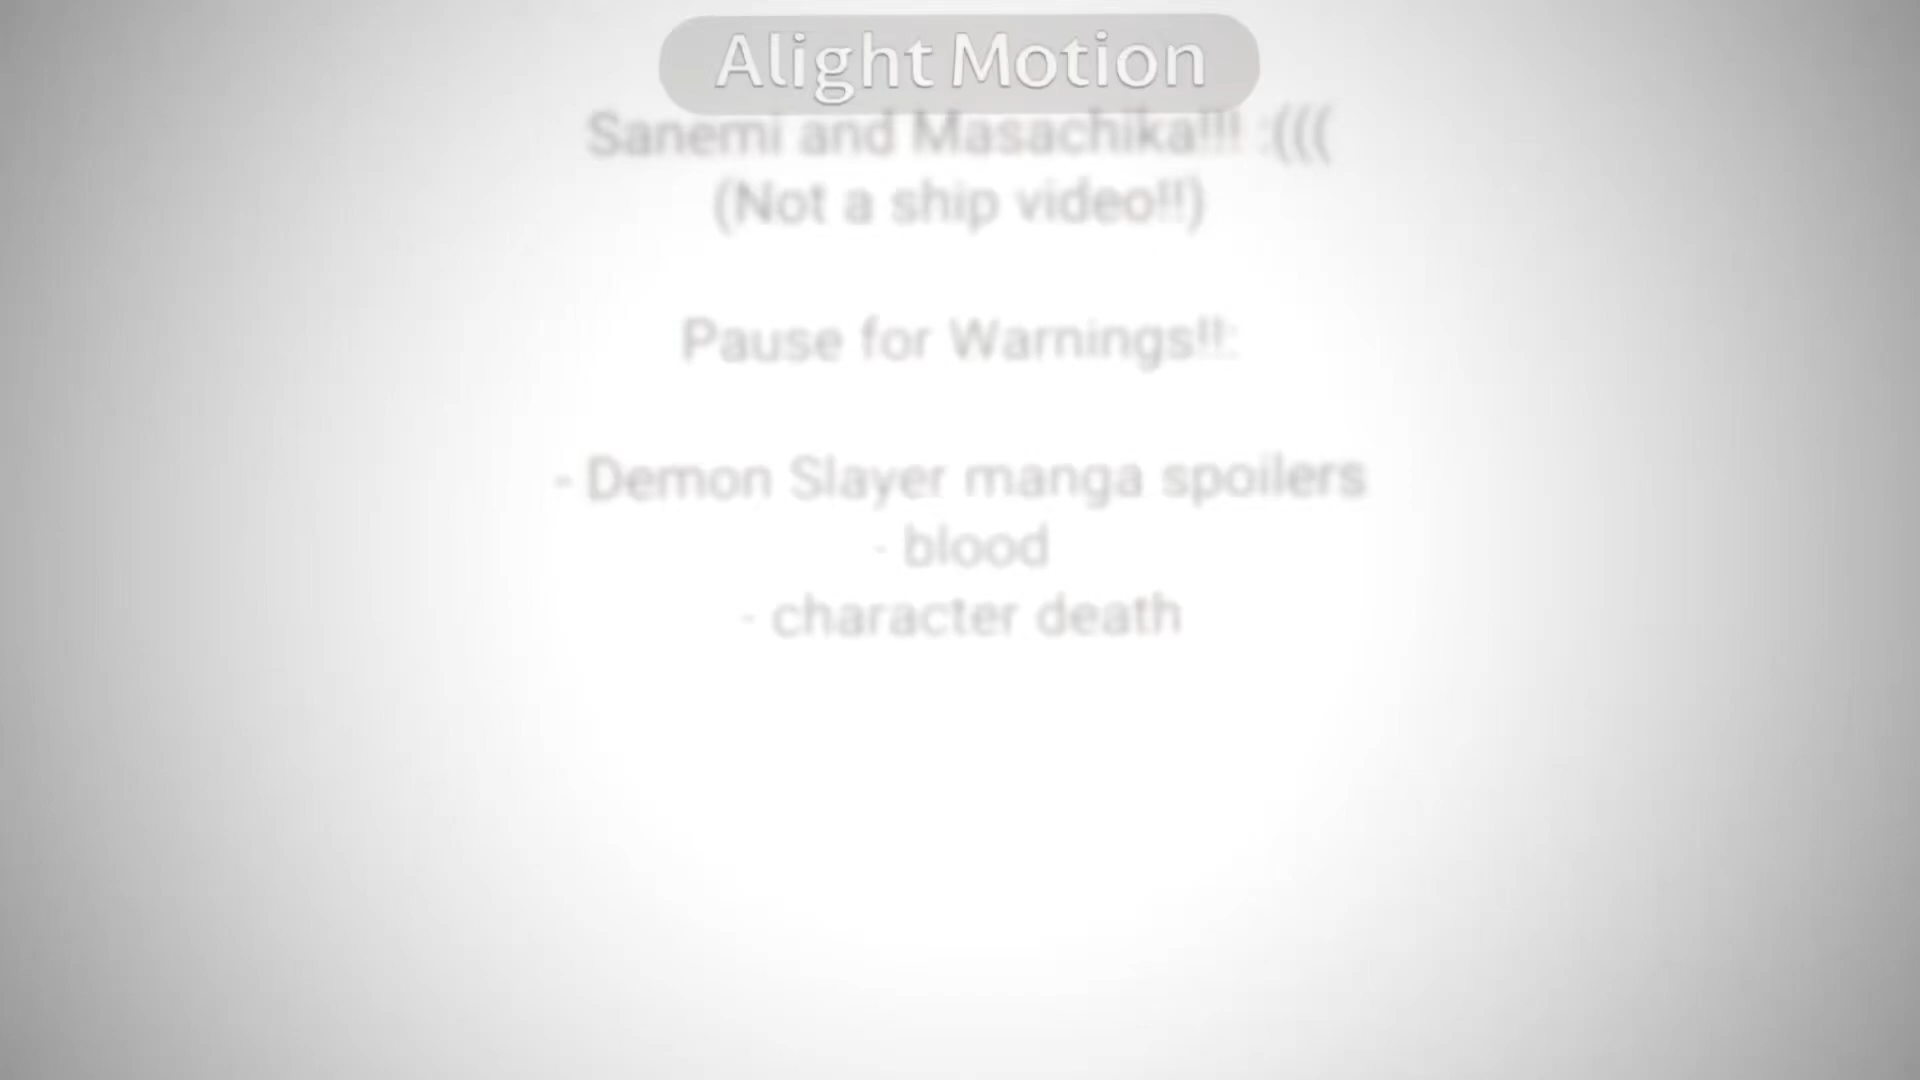 Alight Motion
Sanemi and Masachika!!! :(((
(Not a ship video!!)
Pause for Warnings!!:
- Demon Slayer manga spoilers
- blood
- character death